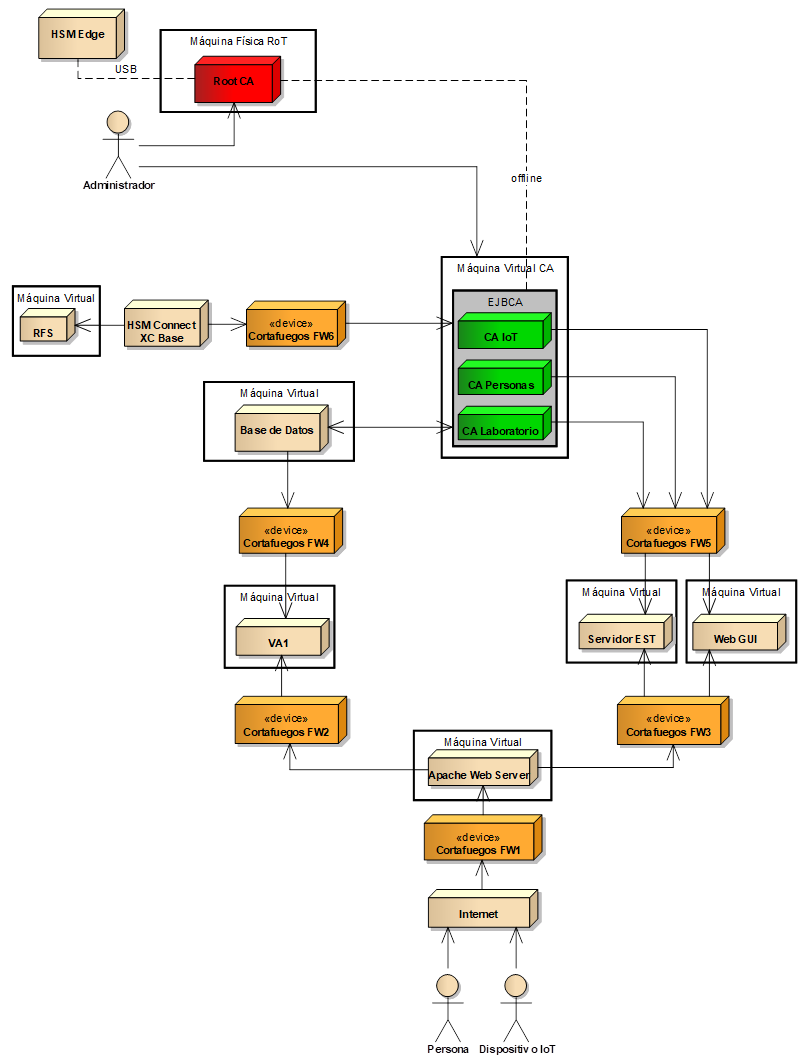 HSM Edge
Máquina Física RoT
Root CA
USB
Administrador
offline
Máquina Virtual CA
EJBCA
CA IoT
CA Personas
CA Laboratorio
Máquina Virtual
RFS
HSM Connect
XC Base
«device»
Cortafuegos FW6
Máquina Virtual
Base de Datos
«device»
Cortafuegos FW4
«device»
Cortafuegos FW5
Máquina Virtual
VA1
Máquina Virtual
Servidor EST
Máquina Virtual
Web GUI
«device»
Cortafuegos FW2
«device»
Cortafuegos FW3
Máquina Virtual
Apache Web Server
«device»
Cortafuegos FW1
Internet
Persona
Dispositivo IoT